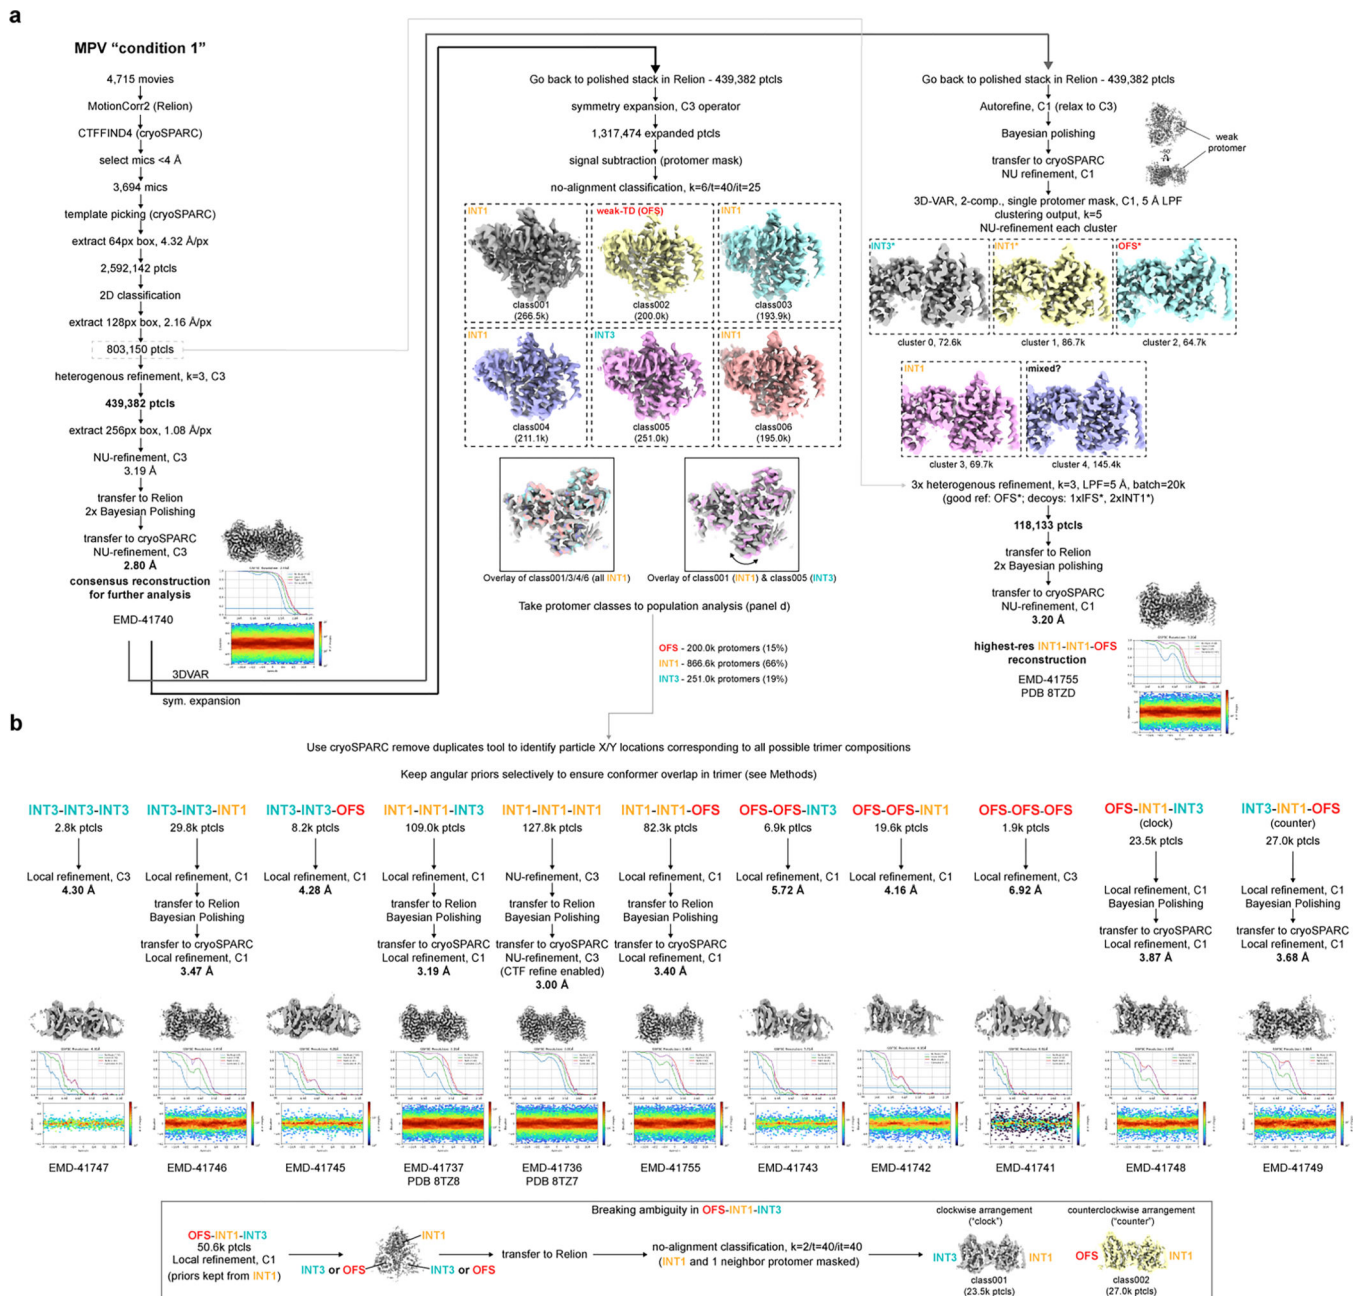 a
MPV “condition 1”
4,715 movies
MotionCorr2 (Relion)
CTFFIND4 (cryoSPARC)
select mics <4 Å
3,694 mics
template picking (cryoSPARC)
extract 64px box, 4.32 Å/px
2,592,142 ptcls
2D classification
extract 128px box, 2.16 Å/px
803,150 ptcls
heterogenous refinement, k=3, C3
439,382 ptcls
extract 256px box, 1.08 Å/px
NU-refinement, C3
3.19 Å
transfer to Relion
2x Bayesian Polishing
transfer to cryoSPARC
NU-refinement, C3
2.80 Å
consensus reconstruction
for further analysis
EMD-41740
3DVAR
sym. expansion
Go back to polished stack in Relion - 439,382 ptcls
symmetry expansion, C3 operator
1,317,474 expanded ptcls
signal subtraction (protomer mask)
no-alignment classification, k=6/t=40/it=25
INT1
weak-TD (OFS)
INT1
class001
(266.5k)
class002
(200.0k)
class003
(193.9k)
INT1
INT3
INT1
class004
(211.1k)
class005
(251.0k)
class006
(195.0k)
Overlay of class001/3/4/6 (all INT1)
Overlay of class001 (INT1) & class005 (INT3)
Take protomer classes to population analysis (panel d)
OFS - 200.0k protomers (15%)
INT1 - 866.6k protomers (66%)
INT3 - 251.0k protomers (19%)
Go back to polished stack in Relion - 439,382 ptcls
Autorefine, C1 (relax to C3)
Bayesian polishing
transfer to cryoSPARC
NU refinement, C1
weak
protomer
3D-VAR, 2-comp., single protomer mask, C1, 5 Å LPF
clustering output, k=5
NU-refinement each cluster
INT3*
INT1*
OFS*
cluster 0, 72.6k
cluster 1, 86.7k
cluster 2, 64.7k
INT1
mixed?
cluster 3, 69.7k
cluster 4, 145.4k
3x heterogenous refinement, k=3, LPF=5 Å, batch=20k
(good ref: OFS*; decoys: 1xIFS*, 2xINT1*)
118,133 ptcls
transfer to Relion
2x Bayesian polishing
transfer to cryoSPARC
NU-refinement, C1
3.20 Å
highest-res INT1-INT1-OFS
reconstruction
EMD-41755
PDB 8TZD
b
Use cryoSPARC remove duplicates tool to identify particle X/Y locations corresponding to all possible trimer compositions
Keep angular priors selectively to ensure conformer overlap in trimer (see Methods)
INT3-INT3-INT3
2.8k ptcls
Local refinement, C3
4.30 Å
EMD-41747
INT3-INT3-INT1
29.8k ptcls
Local refinement, C1
transfer to Relion
Bayesian Polishing
transfer to cryoSPARC
Local refinement, C1
3.47 Å
EMD-41746
INT3-INT3-OFS
8.2k ptcls
Local refinement, C1
4.28 Å
EMD-41745
INT1-INT1-INT3
109.0k ptcls
Local refinement, C1
transfer to Relion
Bayesian Polishing
transfer to cryoSPARC
Local refinement, C1
3.19 Å
EMD-41737
PDB 8TZ8
INT1-INT1-INT1
127.8k ptcls
NU-refinement, C3
transfer to Relion
Bayesian Polishing
transfer to cryoSPARC
NU-refinement, C3
(CTF refine enabled)
3.00 Å
EMD-41736
PDB 8TZ7
INT1-INT1-OFS
82.3k ptcls
Local refinement, C1
transfer to Relion
Bayesian Polishing
transfer to cryoSPARC
Local refinement, C1
3.40 Å
EMD-41755
OFS-OFS-INT3
6.9k ptlcs
Local refinement, C1
5.72 Å
EMD-41743
OFS-OFS-INT1
19.6k ptcls
Local refinement, C1
4.16 Å
EMD-41742
OFS-OFS-OFS
1.9k ptcls
Local refinement, C3
6.92 Å
EMD-41741
OFS-INT1-INT3
(clock)
23.5k ptcls
Local refinement, C1
Bayesian Polishing
transfer to cryoSPARC
Local refinement, C1
3.87 Å
EMD-41748
INT3-INT1-OFS
(counter)
27.0k ptcls
Local refinement, C1
Bayesian Polishing
transfer to cryoSPARC
Local refinement, C1
3.68 Å
EMD-41749
Breaking ambiguity in OFS-INT1-INT3
OFS-INT1-INT3
50.6k ptcls
Local refinement, C1
(priors kept from INT1)
INT1
INT3 or OFS
INT3 or OFS
transfer to Relion
no-alignment classification, k=2/t=40/it=40
(INT1 and 1 neighbor protomer masked)
clockwise arrangement
(“clock”)
INT3
INT1
class001
(23.5k ptcls)
counterclockwise arrangement
(“counter”)
OFS
INT1
class002
(27.0k ptcls)